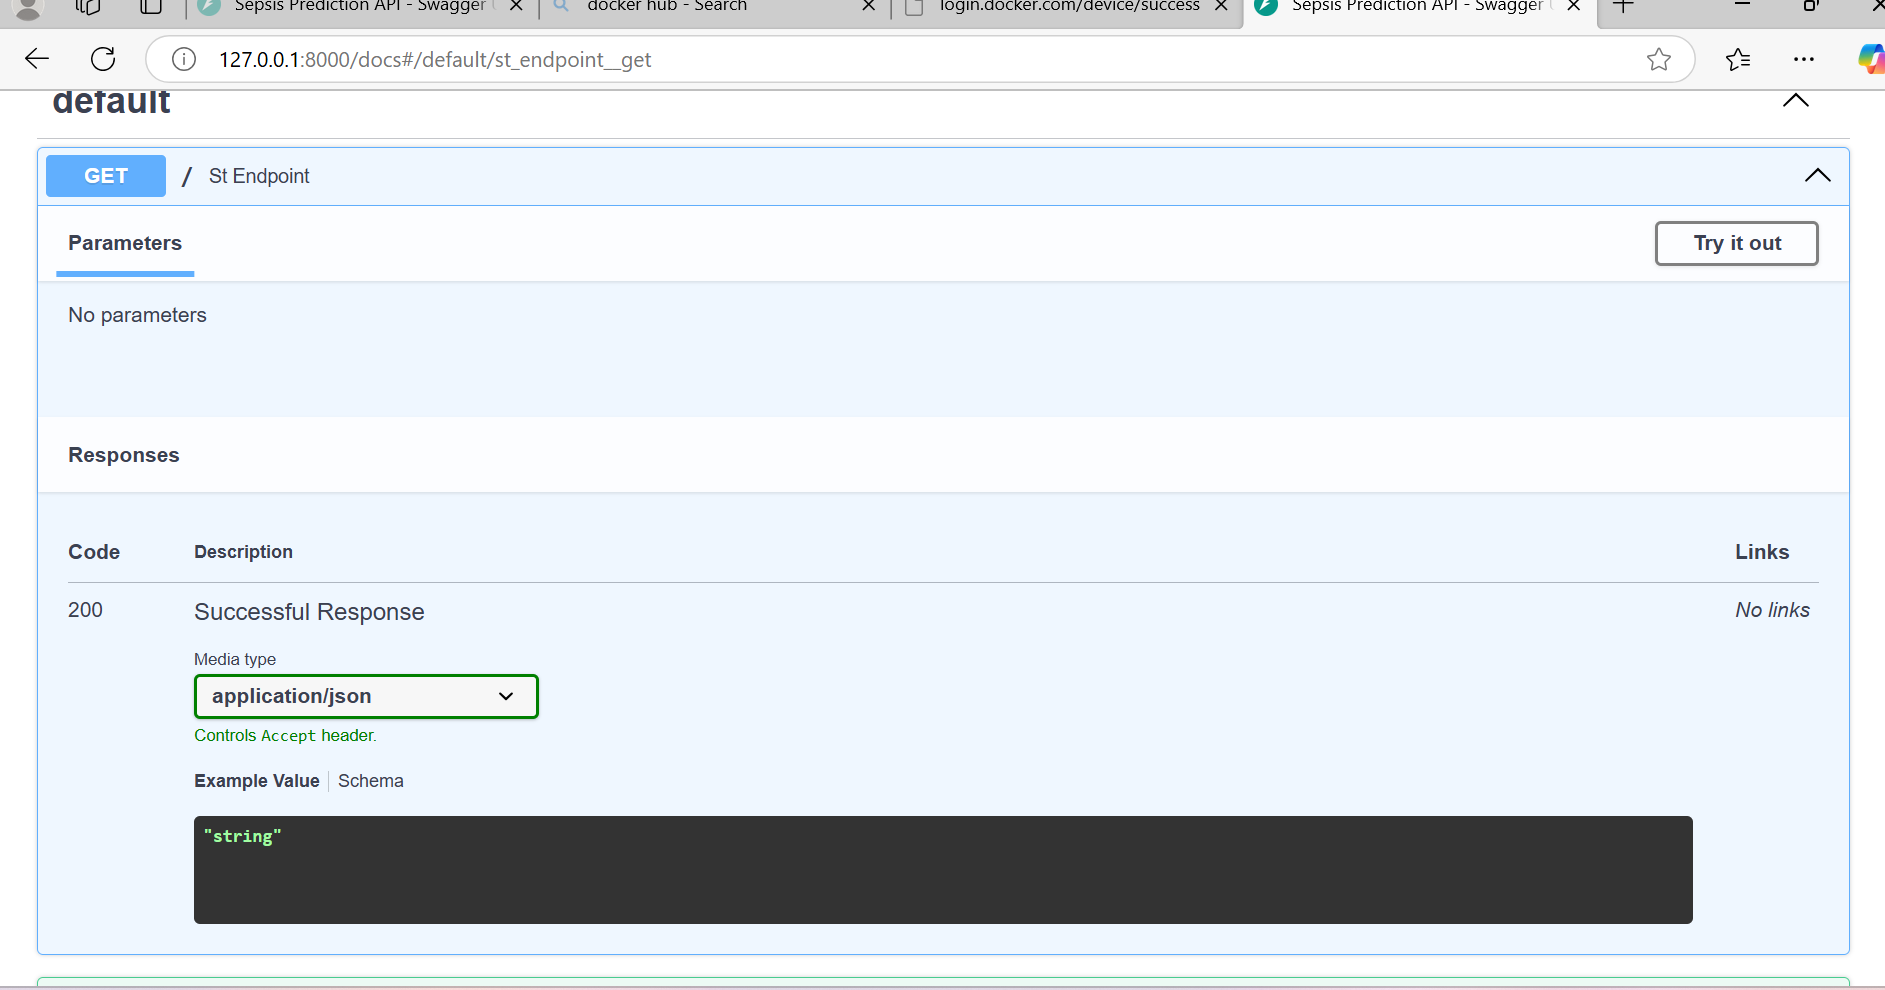 Sepsis Prediction API - Swagger
docker hub - Search
login.docker.com/device/success
Sepsis Prediction API - Swagger
127.0.0.1:8000/docs#/default/st_endpoint__get
default
GET / St Endpoint
Parameters
Try it out
No parameters
Responses
Code Description Links
200 Successful Response No links
Media type
application/json
Controls Accept header.
Example Value Schema
"string"